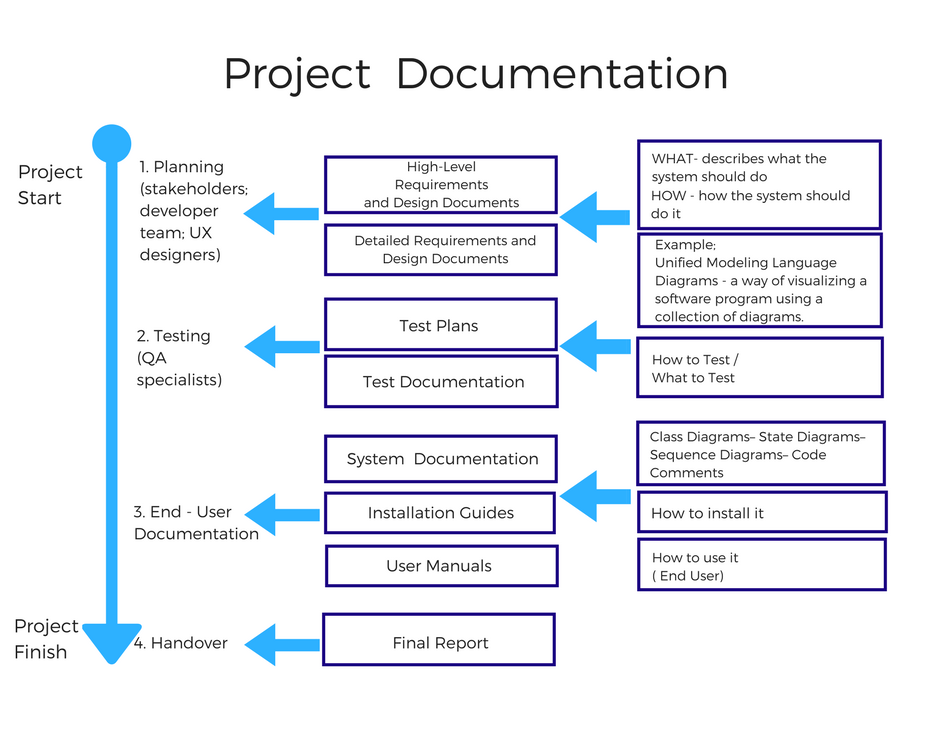 Project Documentation
Project
Start
1. Planning
(stakeholders;
developer
team; UX
designers)
High-Level
Requirements
and Design Documents
Detailed Requirements and
Design Documents
WHAT- describes what the
system should do
HOW - how the system should
do it
Example;
Unified Modeling Language
Diagrams - a way of visualizing a
software program using a
collection of diagrams.
2. Testing
(QA
specialists)
Test Plans
Test Documentation
How to Test /
What to Test
3. End - User
Documentation
System Documentation
Installation Guides
User Manuals
Class Diagrams– State Diagrams–
Sequence Diagrams– Code
Comments
How to install it
How to use it
( End User)
Project
Finish
4. Handover
Final Report